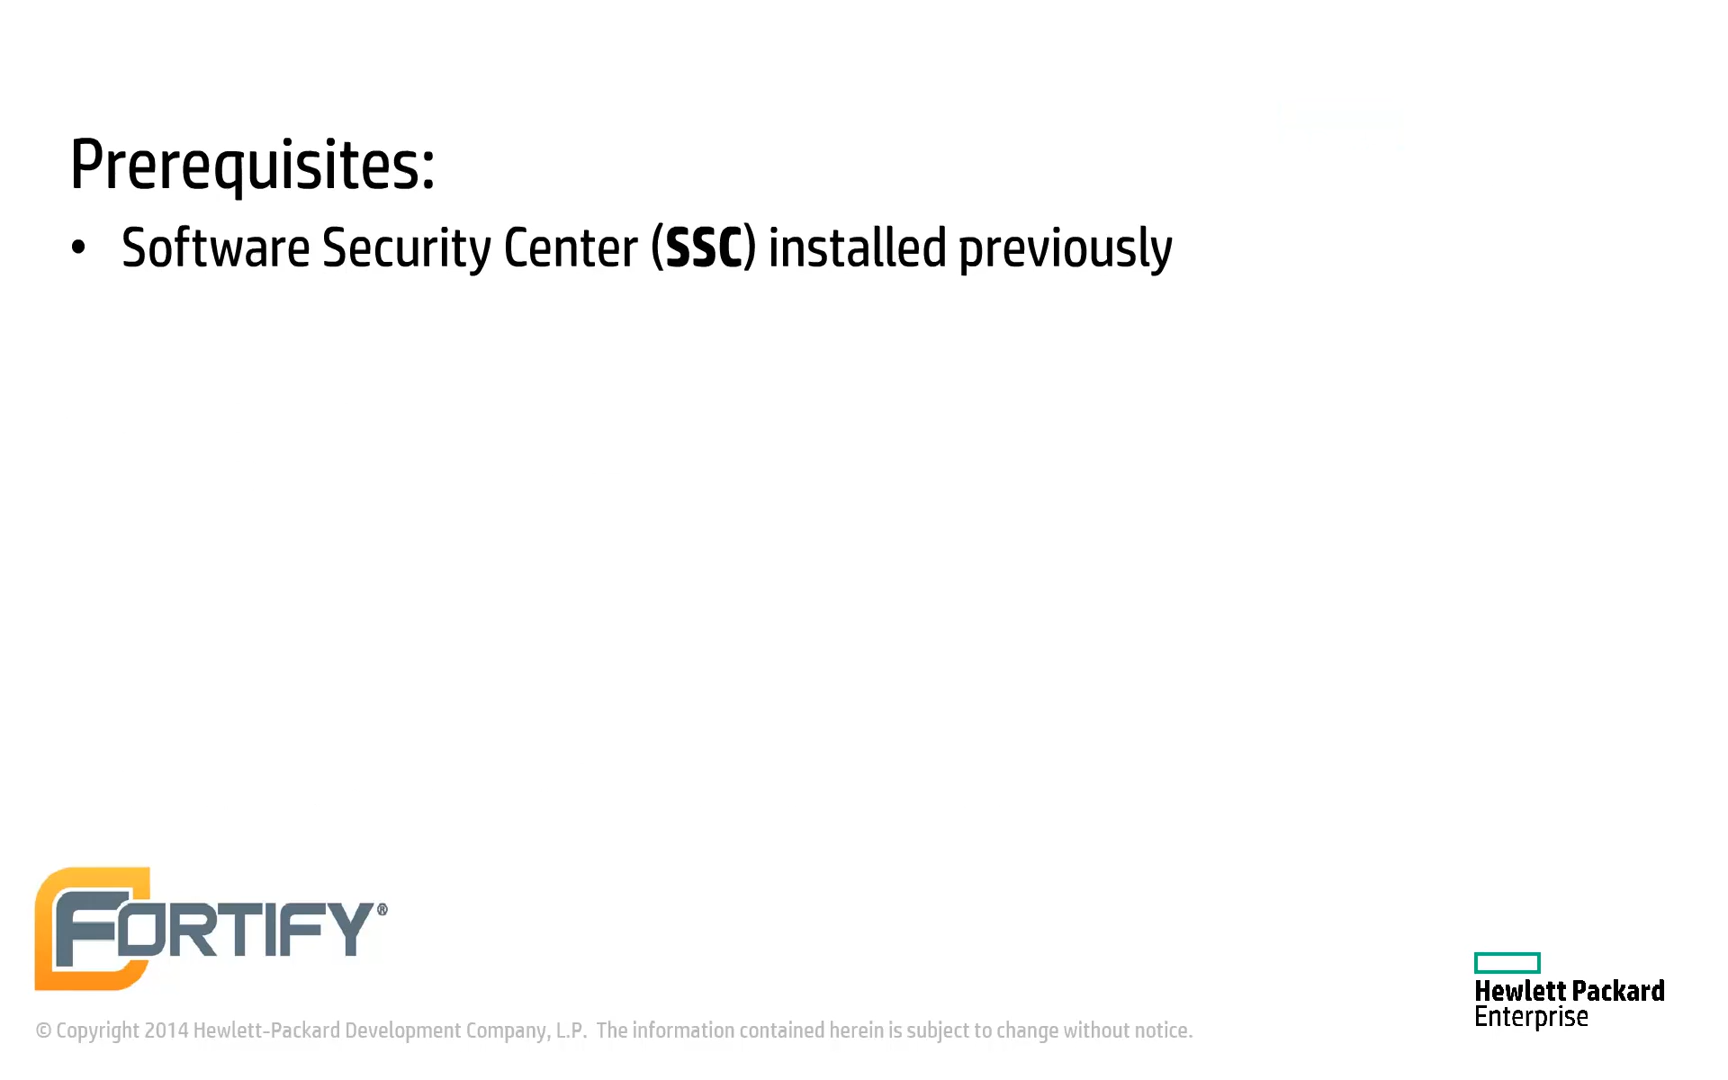 Prerequisites:
• Software Security Center (SSC) installed previously
FORTIFY®
Hewlett Packard
Enterprise
© Copyright 2014 Hewlett-Packard Development Company, L.P. The information contained herein is subject to change without notice.